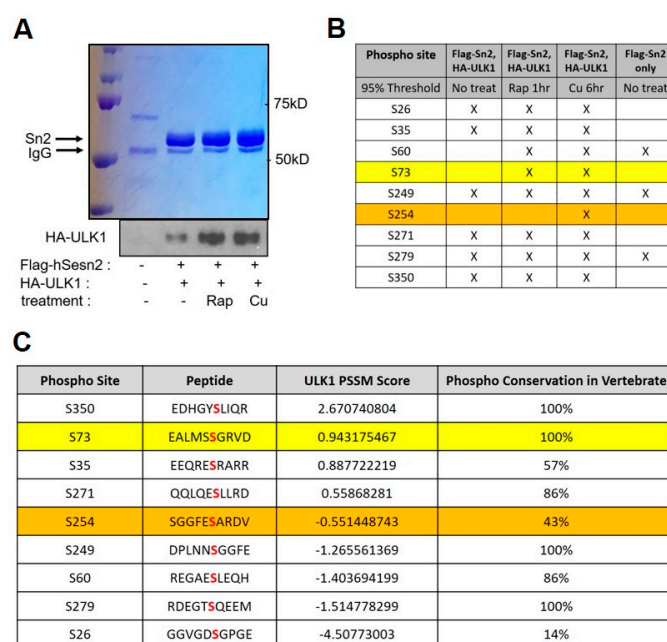 A
75kD
Sn2
IgG
50kD
HA-ULK1
Flag-hSesn2 : - + + +
HA-ULK1 : - + + +
treatment : - - Rap Cu
B
Phospho site Flag-Sn2, HA-ULK1 Flag-Sn2, HA-ULK1 Flag-Sn2, HA-ULK1 Flag-Sn2 only
95% Threshold No treat Rap 1hr Cu 6hr No treat
S26 X X X
S35 X X X
S60 X X X
S73 X X
S249 X X X X
S254 X
S271 X X X
S279 X X X X
S350 X X X
C
Phospho Site Peptide ULK1 PSSM Score Phospho Conservation in Vertebrate
S350 EDHGYSLIQR 2.670740804 100%
S73 EALMSSGRVD 0.943175467 100%
S35 EEQRESRARR 0.887722219 57%
S271 QQLQESLLRD 0.55868281 86%
S254 SGGFESARDV -0.551448743 43%
S249 DPLNNSGGFE -1.265561369 100%
S60 REGAESLEQH -1.403694199 86%
S279 RDEGTSQEEM -1.514778299 100%
S26 GGVGDSGPGE -4.50773003 14%